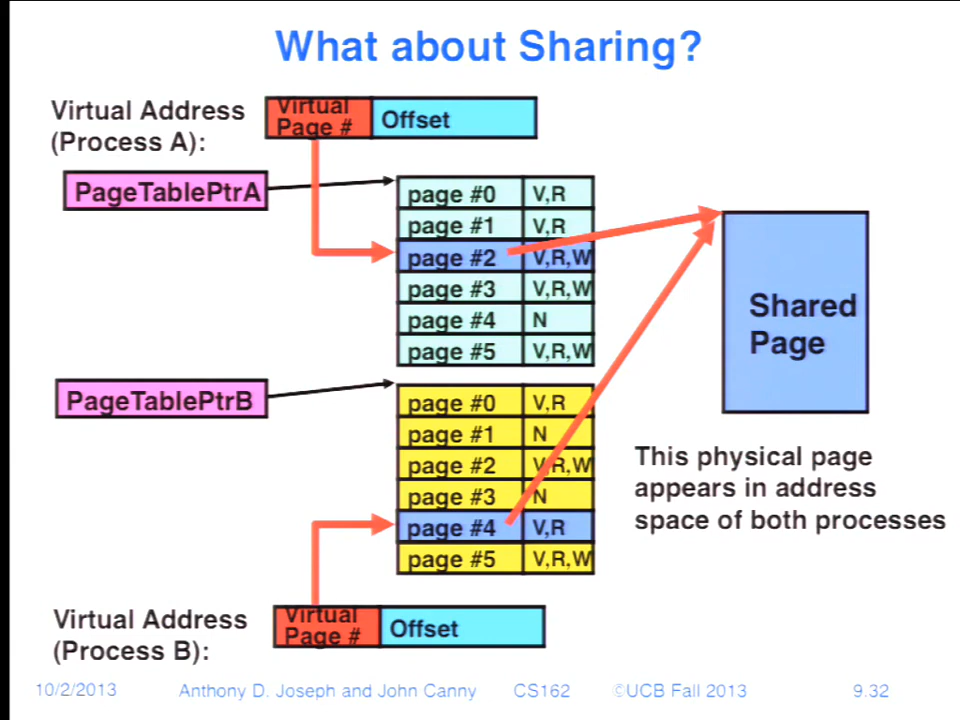 What about Sharing?
Virtual Address
(Process A):
Virtual
Page #
Offset
PageTablePtrA
page #0 V,R
page #1 V,R
page #2 V,R,W
page #3 V,R,W
page #4 N
page #5 V,R,W
Shared
Page
PageTablePtrB
page #0 V,R
page #1 N
page #2 V,R,W
page #3 N
page #4 V,R
page #5 V,R,W
This physical page
appears in address
space of both processes
Virtual Address
(Process B):
Virtual
Page #
Offset
10/2/2013 Anthony D. Joseph and John Canny CS162 ©UCB Fall 2013 9.32